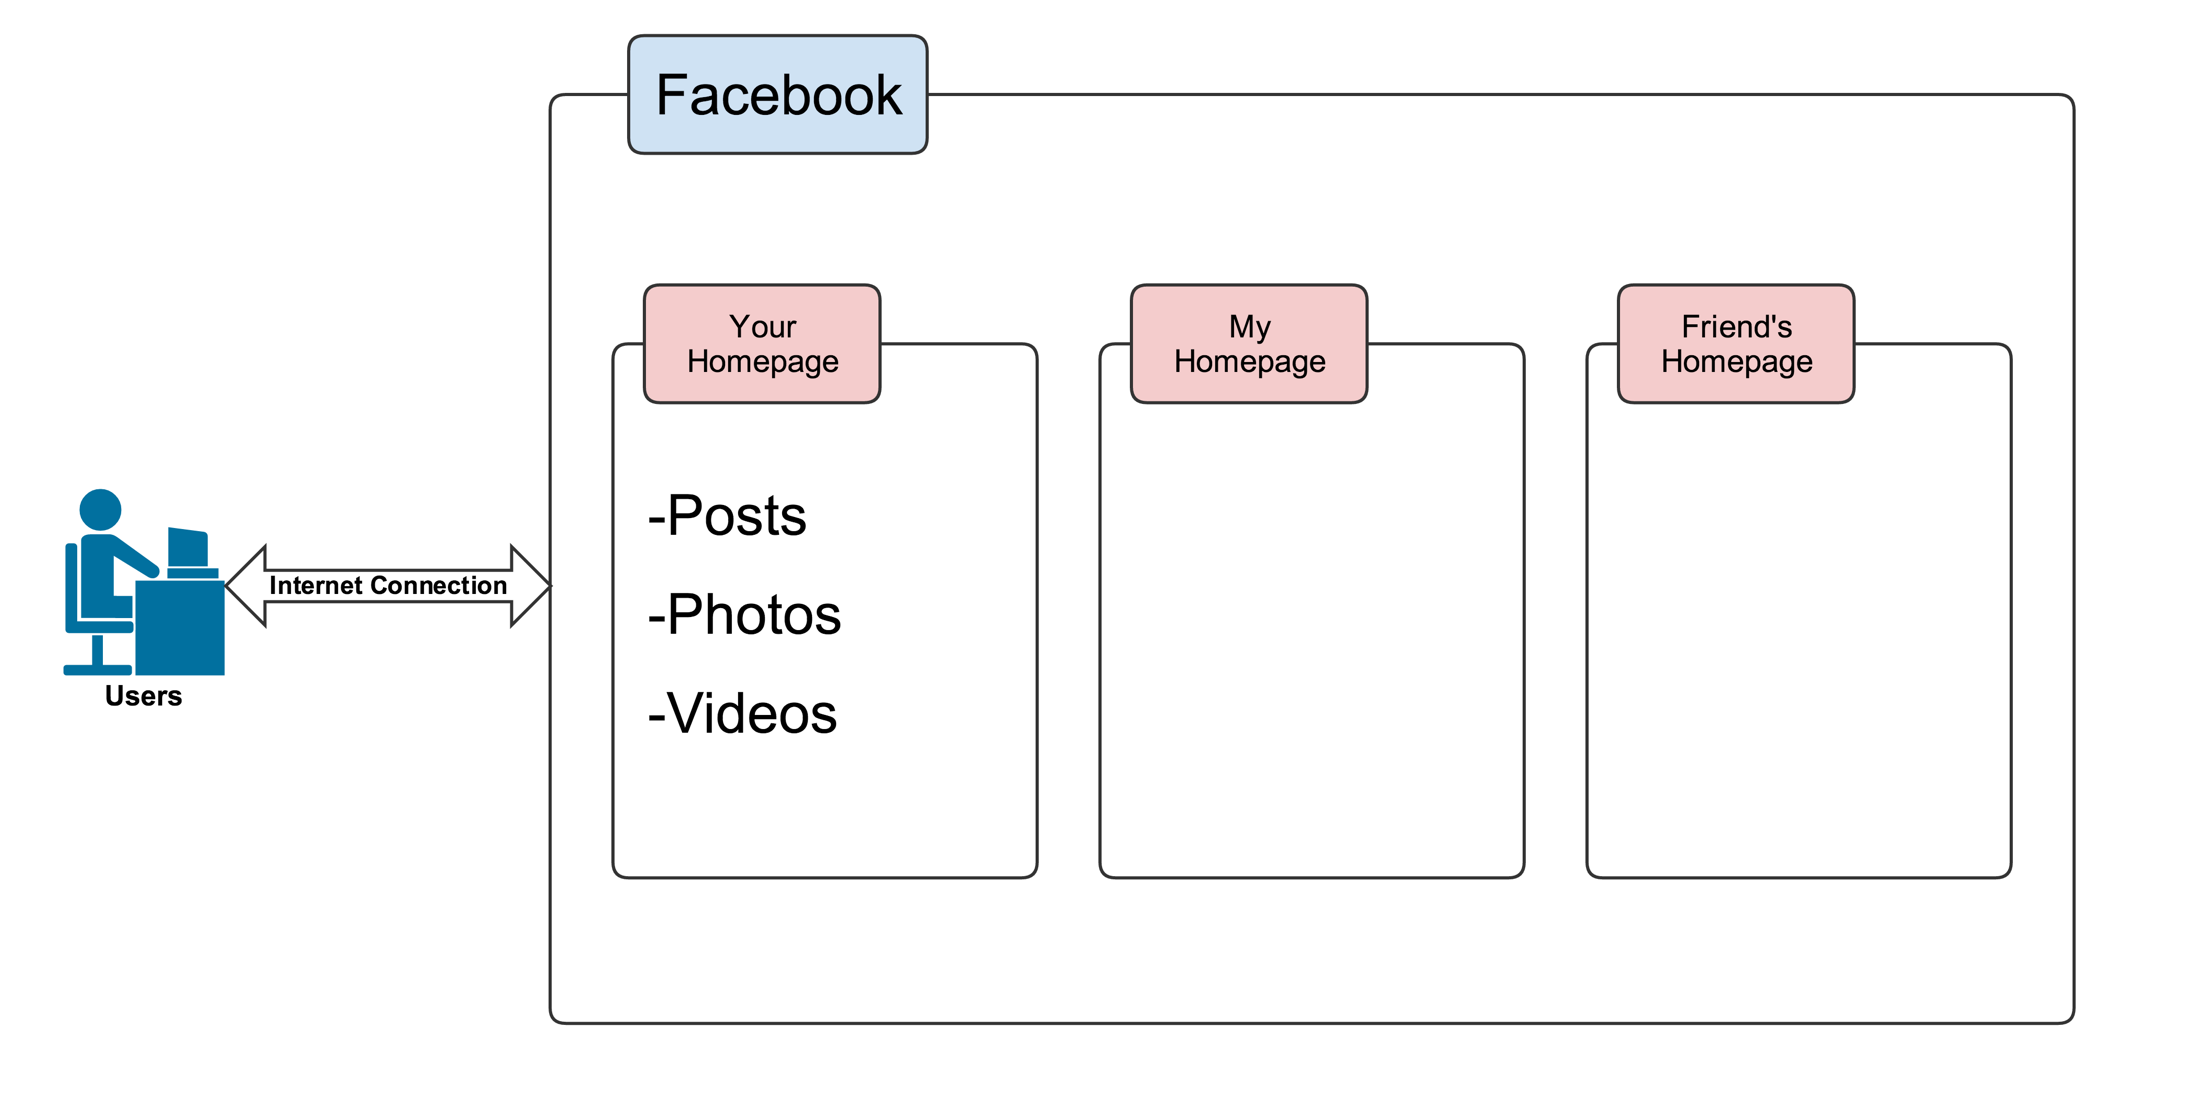 Facebook
Your
Homepage
My
Homepage
Friend's
Homepage
-Posts
-Photos
-Videos
Internet Connection
Users